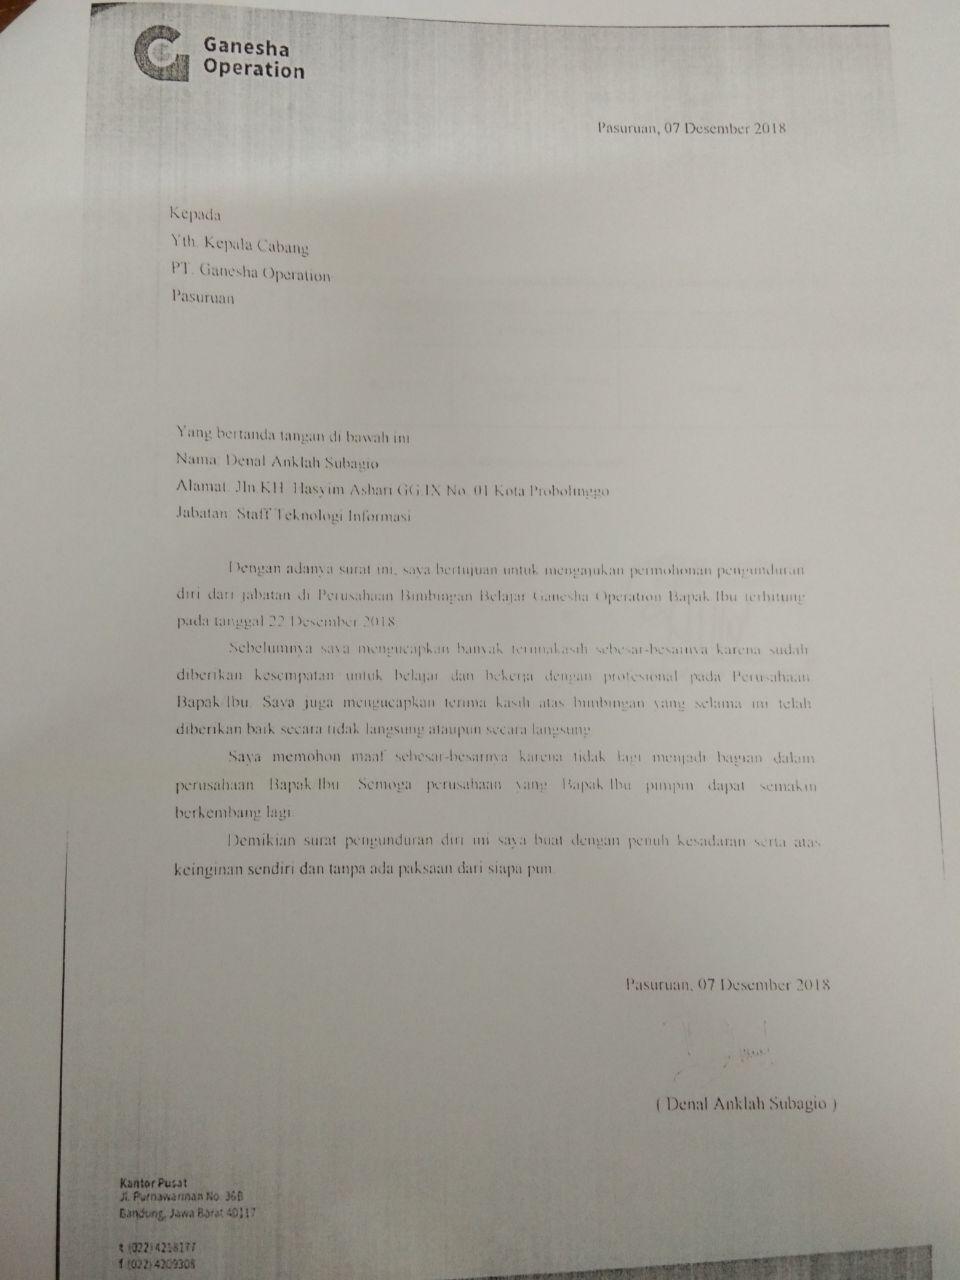 Ganesha
Operation
Pasuruan, 07 Desember 2018
Kepada
Yth. Kepala Cabang
PT. Ganesha Operation
Pasuruan
Yang bertanda tangan di bawah ini
Nama: Denal Anklah Subagio
Alamat: Jln.KH. Hasyim Ashari GG.IX No. 01 Kota Probolinggo
Jabatan: Staff Teknologi Informasi
Dengan adanya surat ini, saya bertujuan untuk mengajukan permohonan pengunduran
diri dari jabatan di Perusahaan Bimbingan Belajar Ganesha Operation Bapak/Ibu terhitung
pada tanggal 22 Desember 2018.
Sebelumnya saya mengucapkan banyak terimakasih sebesar-besarnya karena sudah
diberikan kesempatan untuk belajar dan bekerja dengan profesional pada Perusahaan
Bapak/Ibu. Saya juga mengucapkan terima kasih atas bimbingan yang selama ini telah
diberikan baik secara tidak langsung ataupun secara langsung.
Saya memohon maaf sebesar-besarnya karena tidak lagi menjadi bagian dalam
perusahaan Bapak/Ibu. Semoga perusahaan yang Bapak/Ibu pimpin dapat semakin
berkembang lagi.
Demikian surat pengunduran diri ini saya buat dengan penuh kesadaran serta atas
keinginan sendiri dan tanpa ada paksaan dari siapa pun.
Pasuruan, 07 Desember 2018
( Denal Anklah Subagio )
Kantor Pusat
Jl. Purnawarman No. 36B
Bandung, Jawa Barat 40117
t (022) 4218177
f (022) 4209308